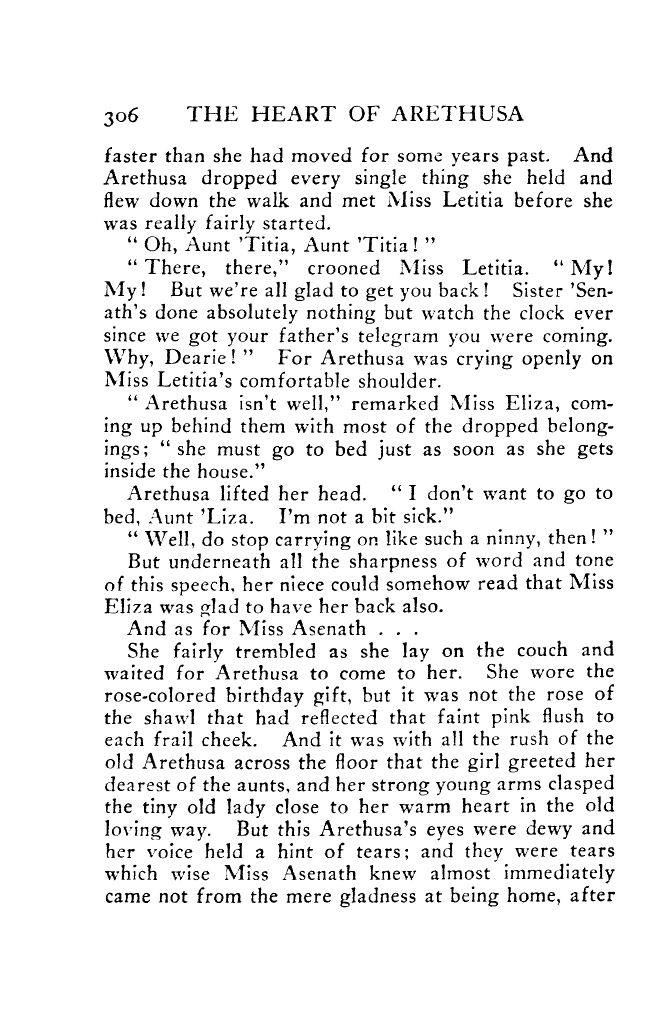 306 THE HEART OF ARETHUSA
faster than she had moved for some years past. And
Arethusa dropped every single thing she held and
flew down the walk and met Miss Letitia before she
was really fairly started.
“ Oh, Aunt ’Titia, Aunt ’Titia ! ”
“ There, there,” crooned Miss Letitia. “ My !
My ! But we’re all glad to get you back ! Sister ’Sen-
ath’s done absolutely nothing but watch the clock ever
since we got your father’s telegram you were coming.
Why, Dearie ! ” For Arethusa was crying openly on
Miss Letitia’s comfortable shoulder.
“ Arethusa isn’t well,” remarked Miss Eliza, com-
ing up behind them with most of the dropped belong-
ings; “ she must go to bed just as soon as she gets
inside the house.”
Arethusa lifted her head. “ I don’t want to go to
bed, Aunt ’Liza. I’m not a bit sick.”
“ Well, do stop carrying on like such a ninny, then ! ”
But underneath all the sharpness of word and tone
of this speech, her niece could somehow read that Miss
Eliza was glad to have her back also.
And as for Miss Asenath . . .
She fairly trembled as she lay on the couch and
waited for Arethusa to come to her. She wore the
rose-colored birthday gift, but it was not the rose of
the shawl that had reflected that faint pink flush to
each frail cheek. And it was with all the rush of the
old Arethusa across the floor that the girl greeted her
dearest of the aunts, and her strong young arms clasped
the tiny old lady close to her warm heart in the old
loving way. But this Arethusa’s eyes were dewy and
her voice held a hint of tears; and they were tears
which wise Miss Asenath knew almost immediately
came not from the mere gladness at being home, after